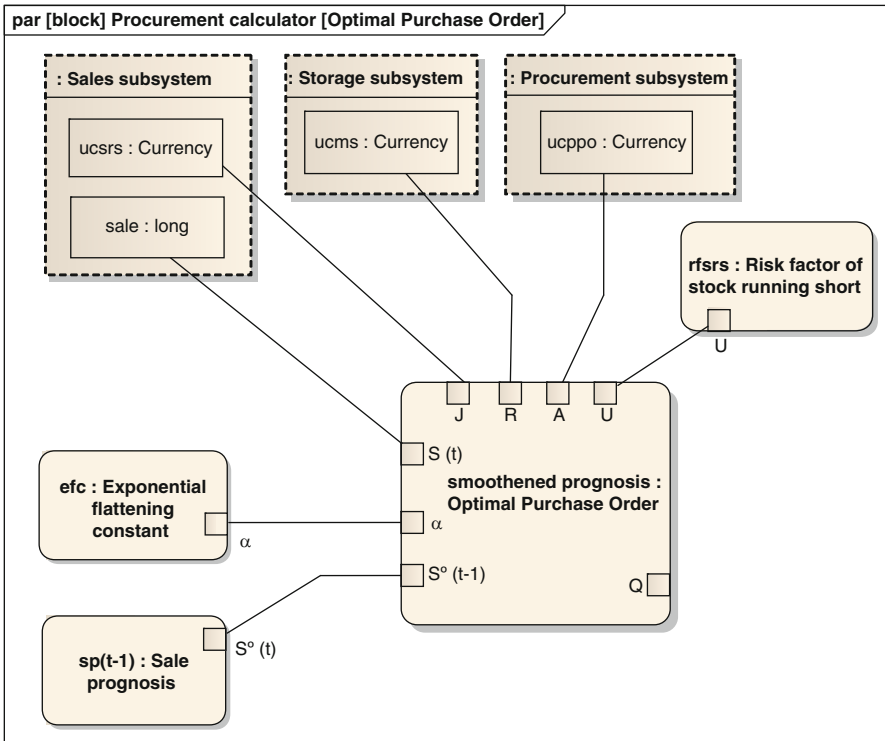 par [block] Procurement calculator [Optimal Purchase Order]
: Sales subsystem
: Storage subsystem
: Procurement subsystem
ucsrs : Currency
ucms : Currency
ucppo : Currency
sale : long
rfsrs : Risk factor of
stock running short
U
J
R
A
U
S (t)
smoothened prognosis :
Optimal Purchase Order
efc : Exponential
flattening
constant
α
α
Sº (t-1)
Q
Sº (t)
sp(t-1) : Sale
prognosis